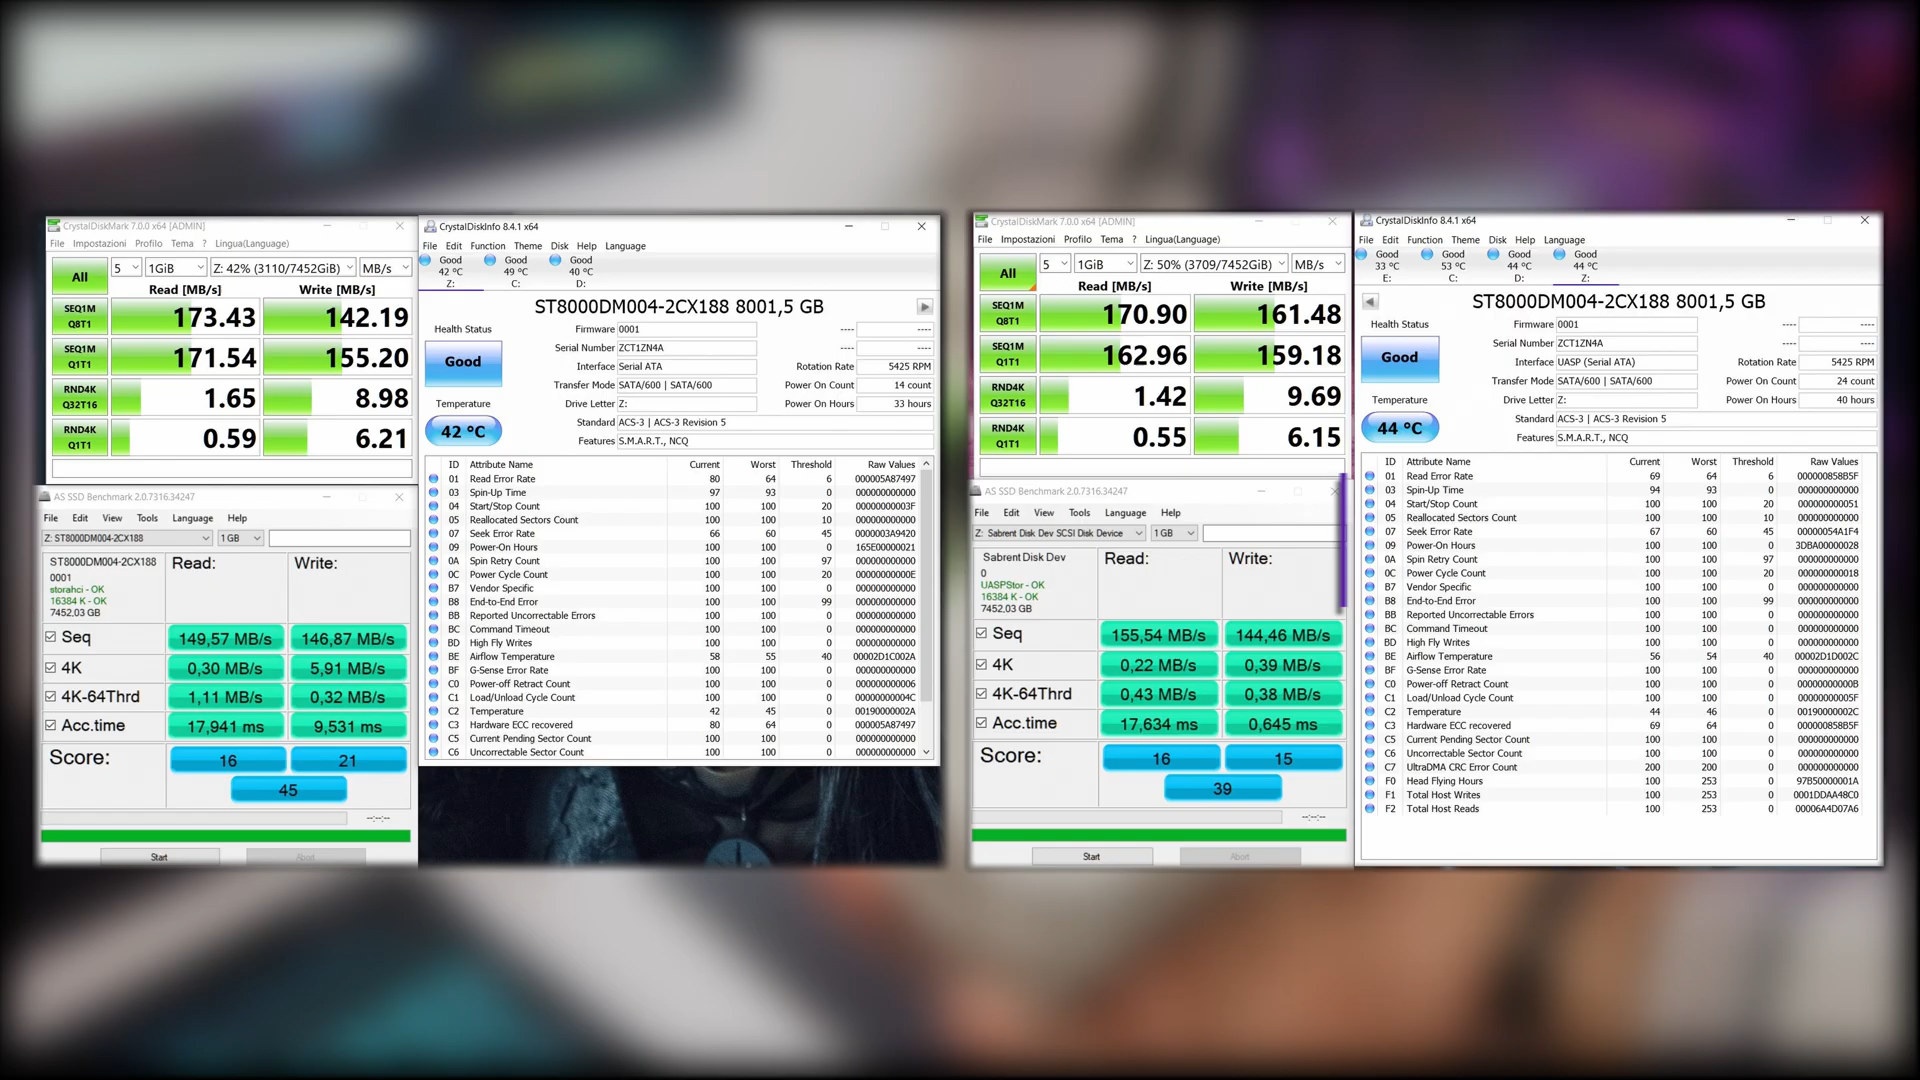 CrystalDiskMark 7.0.0 x64 [ADMIN]
File Impostazioni Profilo Tema ? Lingua(Language)
All 5 1GiB Z: 42% (3110/7452GiB) MB/s
Read [MB/s] Write [MB/s]
SEQ1M Q8T1 173.43 142.19
SEQ1M Q1T1 171.54 155.20
RND4K Q32T16 1.65 8.98
RND4K Q1T1 0.59 6.21
AS SSD Benchmark 2.0.7316.34247
File Edit View Tools Language Help
Z: ST8000DM004-2CX188 1 GB
ST8000DM004-2CX188 Read: Write:
0001
storahci - OK
16384 K - OK
7452,03 GB
Seq 149,57 MB/s 146,87 MB/s
4K 0,30 MB/s 5,91 MB/s
4K-64Thrd 1,11 MB/s 0,32 MB/s
Acc.time 17,941 ms 9,531 ms
Score: 16 21
45
--:--:--
Start Abort
CrystalDiskInfo 8.4.1 x64
File Edit Function Theme Disk Help Language
Good Good Good
42 °C 49 °C 40 °C
Z: C: D:
ST8000DM004-2CX188 8001,5 GB
Health Status Firmware 0001 ---- ----
Good Serial Number ZCT1ZN4A ---- ----
Interface Serial ATA Rotation Rate 5425 RPM
Transfer Mode SATA/600 | SATA/600 Power On Count 14 count
Temperature Drive Letter Z: Power On Hours 33 hours
42 °C Standard ACS-3 | ACS-3 Revision 5
Features S.M.A.R.T., NCQ
ID Attribute Name Current Worst Threshold Raw Values
01 Read Error Rate 80 64 6 000005A87497
03 Spin-Up Time 97 93 0 000000000000
04 Start/Stop Count 100 100 20 00000000003F
05 Reallocated Sectors Count 100 100 10 000000000000
07 Seek Error Rate 66 60 45 0000003A9420
09 Power-On Hours 100 100 0 165E00000021
0A Spin Retry Count 100 100 97 000000000000
0C Power Cycle Count 100 100 20 00000000000E
B7 Vendor Specific 100 100 0 000000000000
B8 End-to-End Error 100 100 99 000000000000
BB Reported Uncorrectable Errors 100 100 0 000000000000
BC Command Timeout 100 100 0 000000000000
BD High Fly Writes 100 100 0 000000000000
BE Airflow Temperature 58 55 40 00002D1C002A
BF G-Sense Error Rate 100 100 0 000000000000
C0 Power-off Retract Count 100 100 0 000000000006
C1 Load/Unload Cycle Count 100 100 0 00000000004C
C2 Temperature 42 45 0 00190000002A
C3 Hardware ECC recovered 80 64 0 000005A87497
C5 Current Pending Sector Count 100 100 0 000000000000
C6 Uncorrectable Sector Count 100 100 0 000000000000
CrystalDiskMark 7.0.0 x64 [ADMIN]
File Impostazioni Profilo Tema ? Lingua(Language)
All 5 1GiB Z: 50% (3709/7452GiB) MB/s
Read [MB/s] Write [MB/s]
SEQ1M Q8T1 170.90 161.48
SEQ1M Q1T1 162.96 159.18
RND4K Q32T16 1.42 9.69
RND4K Q1T1 0.55 6.15
AS SSD Benchmark 2.0.7316.34247
File Edit View Tools Language Help
Z: Sabrent Disk Dev SCSI Disk Device 1 GB
Sabrent Disk Dev Read: Write:
0
UASPStor - OK
16384 K - OK
7452,03 GB
Seq 155,54 MB/s 144,46 MB/s
4K 0,22 MB/s 0,39 MB/s
4K-64Thrd 0,43 MB/s 0,38 MB/s
Acc.time 17,634 ms 0,645 ms
Score: 16 15
39
--:--:--
Start Abort
CrystalDiskInfo 8.4.1 x64
File Edit Function Theme Disk Help Language
Good Good Good Good
33 °C 53 °C 44 °C 44 °C
E: C: D: Z:
ST8000DM004-2CX188 8001,5 GB
Health Status Firmware 0001 ---- ----
Good Serial Number ZCT1ZN4A ---- ----
Interface UASP (Serial ATA) Rotation Rate 5425 RPM
Transfer Mode SATA/600 | SATA/600 Power On Count 24 count
Temperature Drive Letter Z: Power On Hours 40 hours
44 °C Standard ACS-3 | ACS-3 Revision 5
Features S.M.A.R.T., NCQ
ID Attribute Name Current Worst Threshold Raw Values
01 Read Error Rate 69 64 6 000000858B5F
03 Spin-Up Time 94 93 0 000000000000
04 Start/Stop Count 100 100 20 000000000051
05 Reallocated Sectors Count 100 100 10 000000000000
07 Seek Error Rate 67 60 45 00000054A1F4
09 Power-On Hours 100 100 0 3DBA00000028
0A Spin Retry Count 100 100 97 000000000000
0C Power Cycle Count 100 100 20 000000000018
B7 Vendor Specific 100 100 0 000000000000
B8 End-to-End Error 100 100 99 000000000000
BB Reported Uncorrectable Errors 100 100 0 000000000000
BC Command Timeout 100 100 0 000000000000
BD High Fly Writes 100 100 0 000000000000
BE Airflow Temperature 56 54 40 00002D1D002C
BF G-Sense Error Rate 100 100 0 000000000000
C0 Power-off Retract Count 100 100 0 00000000000B
C1 Load/Unload Cycle Count 100 100 0 00000000005F
C2 Temperature 44 46 0 00190000002C
C3 Hardware ECC recovered 69 64 0 000000858B5F
C5 Current Pending Sector Count 100 100 0 000000000000
C6 Uncorrectable Sector Count 100 100 0 000000000000
C7 UltraDMA CRC Error Count 200 200 0 000000000000
F0 Head Flying Hours 100 253 0 97B50000001A
F1 Total Host Writes 100 253 0 0001DDAA48C0
F2 Total Host Reads 100 253 0 00006A4D07A6